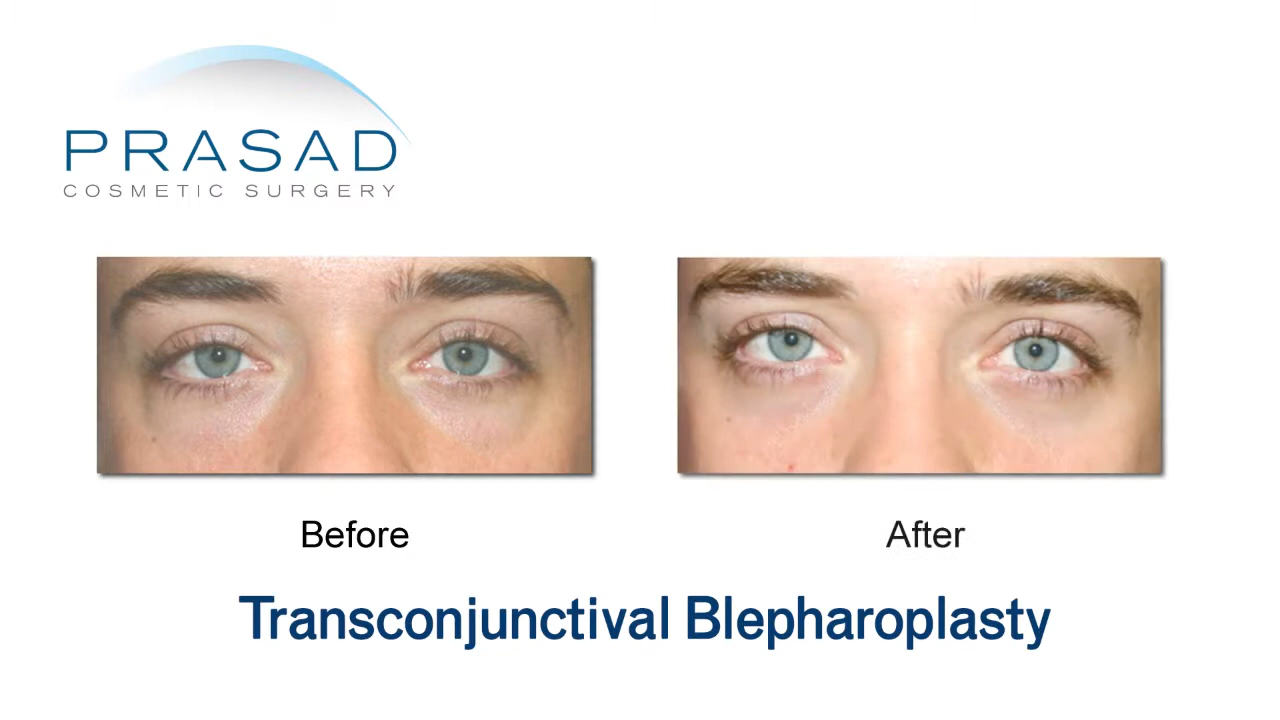 PRASAD
COSMETIC SURGERY
Before
After
Transconjunctival Blepharoplasty